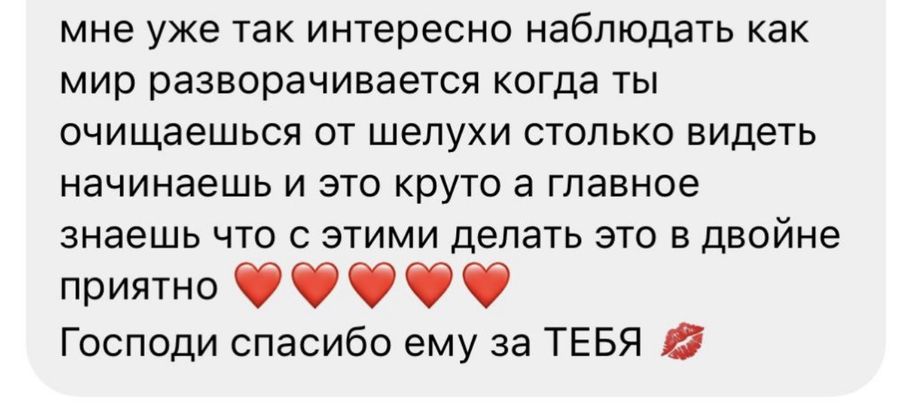 мне уже так интересно наблюдать как
мир разворачивается когда ты
очищаешься от шелухи столько видеть
начинаешь и это круто а главное
знаешь что с этими делать это в двойне
приятно ❤️❤️❤️❤️❤️
Господи спасибо ему за ТЕБЯ 💋